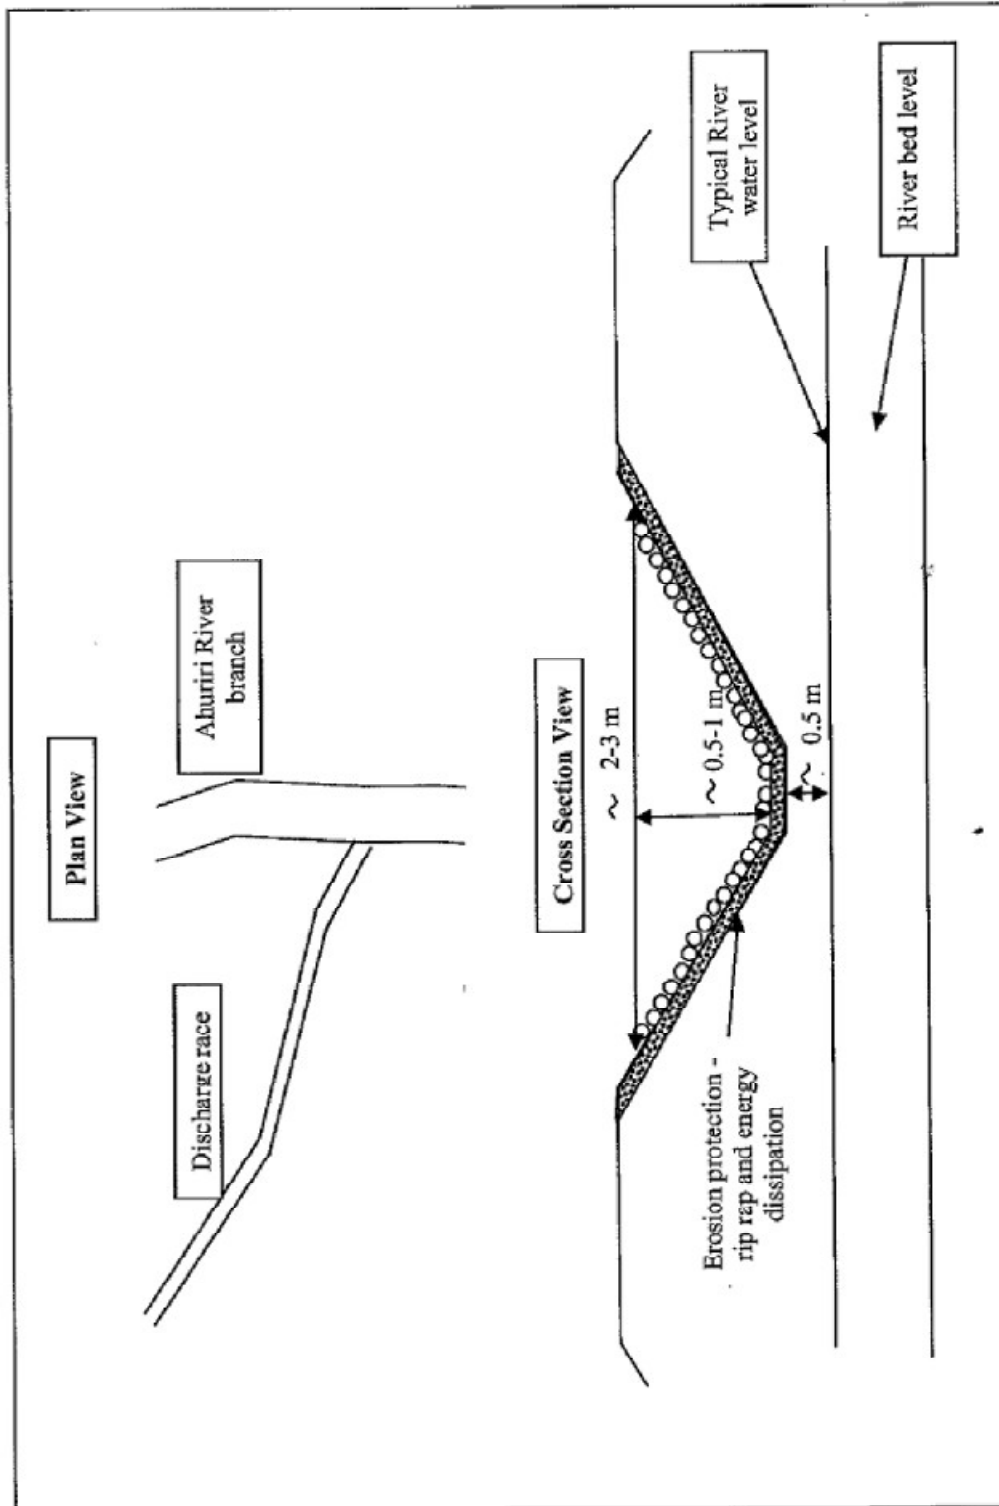 Plan View
Discharge race
Ahuriri River
branch
Cross Section View
~ 2-3 m
~ 0.5-1 m
~ 0.5 m
Erosion protection -
rip rap and energy
dissipation
Typical River
water level
River bed level